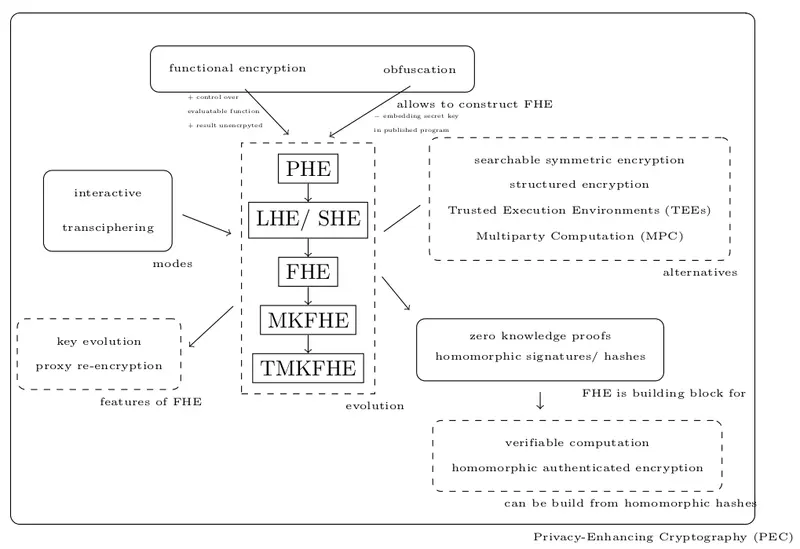 functional encryption
obfuscation
+ control over
evaluatable function
+ result unencrpyted
allows to construct FHE
− embedding secret key
in published program
PHE
LHE/ SHE
FHE
MKFHE
TMKFHE
evolution
interactive
transciphering
modes
searchable symmetric encryption
structured encryption
Trusted Execution Environments (TEEs)
Multiparty Computation (MPC)
alternatives
key evolution
proxy re-encryption
features of FHE
zero knowledge proofs
homomorphic signatures/ hashes
FHE is building block for
verifiable computation
homomorphic authenticated encryption
can be build from homomorphic hashes
Privacy-Enhancing Cryptography (PEC)